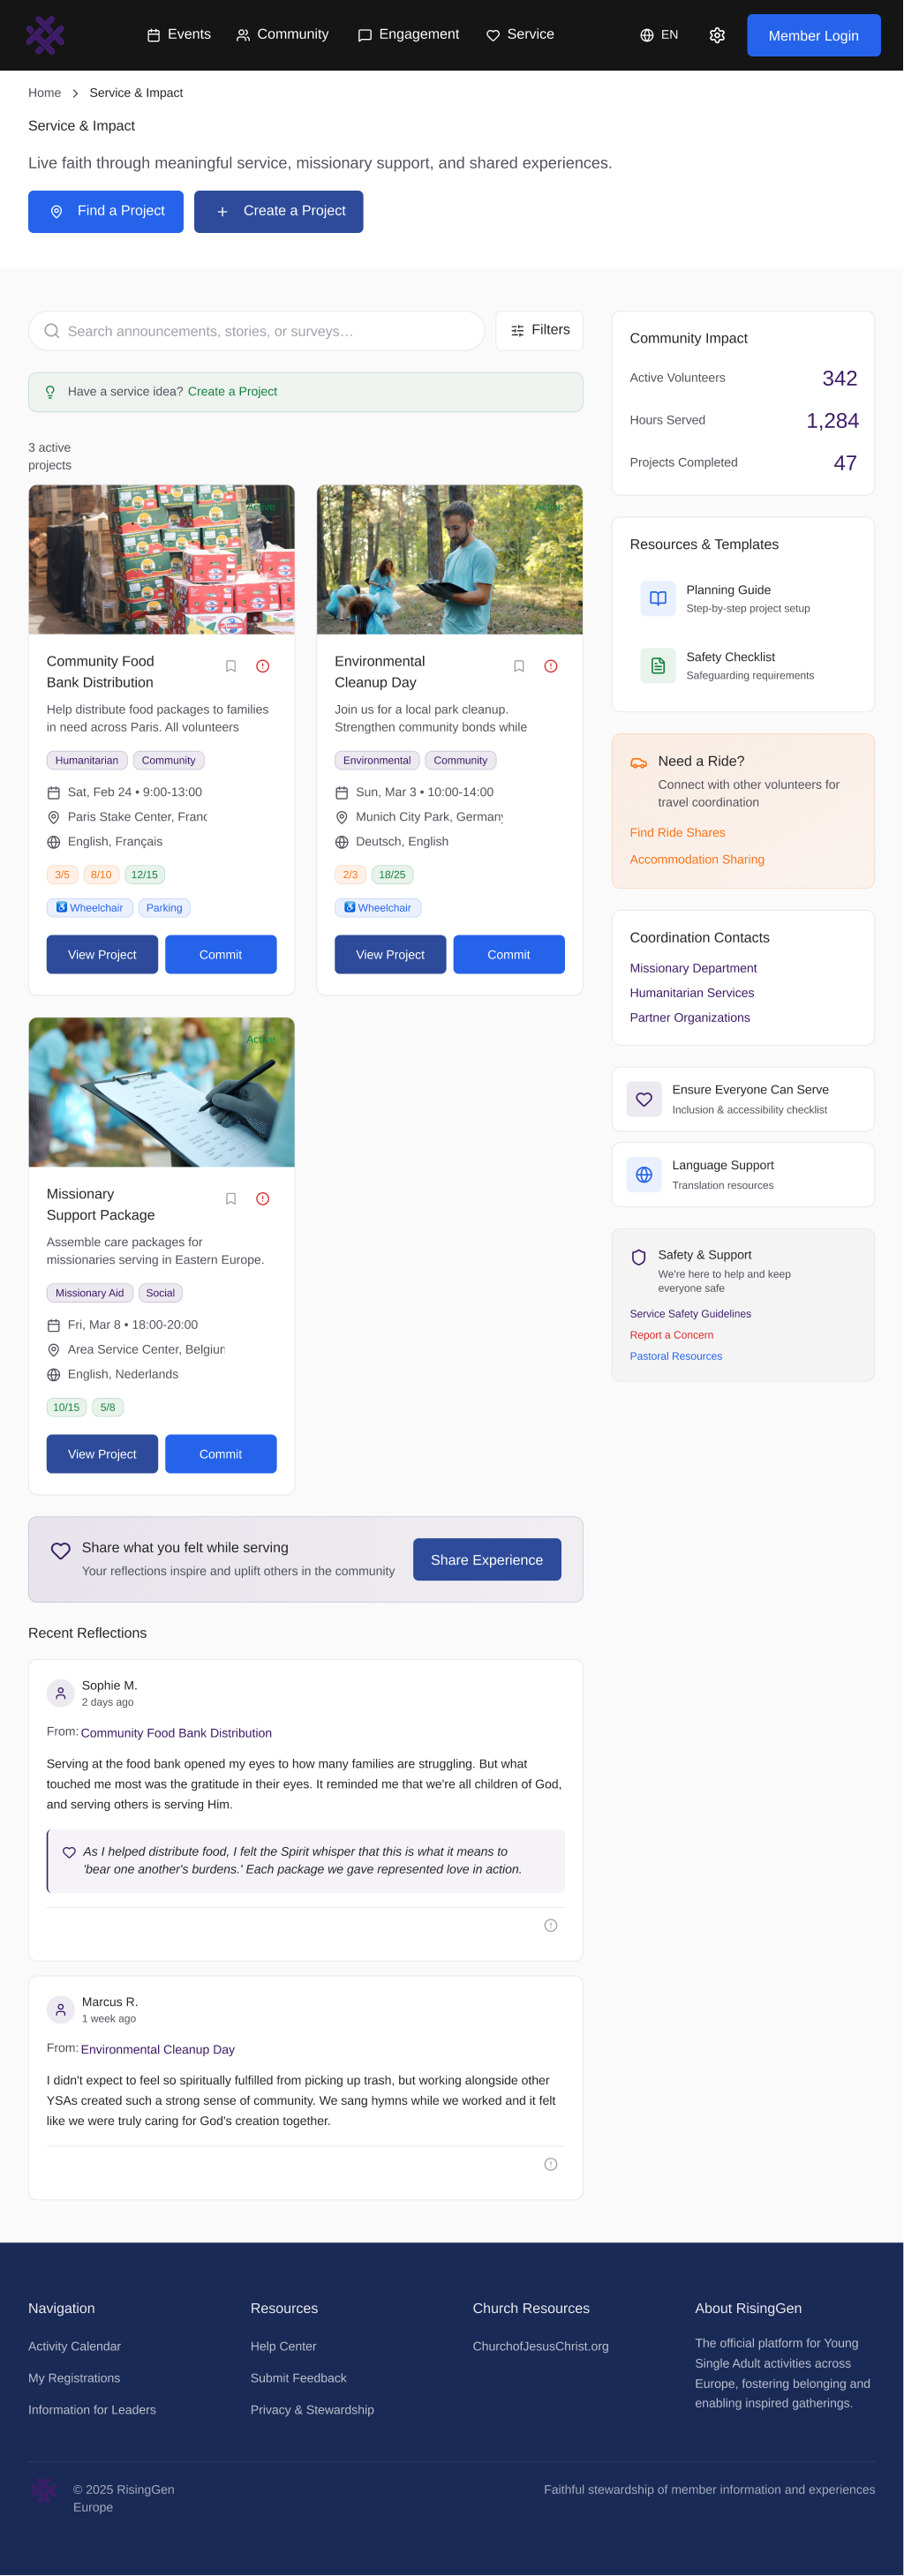 Events
Community
Engagement
Service
EN
Member Login
Home
Service & Impact
Service & Impact
Live faith through meaningful service, missionary support, and shared experiences.
Find a Project
Create a Project
Search announcements, stories, or surveys…
Filters
Have a service idea? Create a Project
3 active
projects
Active
Community Food
Bank Distribution
Help distribute food packages to families
in need across Paris. All volunteers
Humanitarian
Community
Sat, Feb 24 • 9:00-13:00
Paris Stake Center, Franc
English, Français
3/5
8/10
12/15
♿ Wheelchair
Parking
View Project
Commit
Active
Environmental
Cleanup Day
Join us for a local park cleanup.
Strengthen community bonds while
Environmental
Community
Sun, Mar 3 • 10:00-14:00
Munich City Park, Germany
Deutsch, English
2/3
18/25
♿ Wheelchair
View Project
Commit
Active
Missionary
Support Package
Assemble care packages for
missionaries serving in Eastern Europe.
Missionary Aid
Social
Fri, Mar 8 • 18:00-20:00
Area Service Center, Belgium
English, Nederlands
10/15
5/8
View Project
Commit
Share what you felt while serving
Your reflections inspire and uplift others in the community
Share Experience
Recent Reflections
Sophie M.
2 days ago
From: Community Food Bank Distribution
Serving at the food bank opened my eyes to how many families are struggling. But what
touched me most was the gratitude in their eyes. It reminded me that we're all children of God,
and serving others is serving Him.
As I helped distribute food, I felt the Spirit whisper that this is what it means to
'bear one another's burdens.' Each package we gave represented love in action.
Marcus R.
1 week ago
From: Environmental Cleanup Day
I didn't expect to feel so spiritually fulfilled from picking up trash, but working alongside other
YSAs created such a strong sense of community. We sang hymns while we worked and it felt
like we were truly caring for God's creation together.
Community Impact
Active Volunteers
342
Hours Served
1,284
Projects Completed
47
Resources & Templates
Planning Guide
Step-by-step project setup
Safety Checklist
Safeguarding requirements
Need a Ride?
Connect with other volunteers for
travel coordination
Find Ride Shares
Accommodation Sharing
Coordination Contacts
Missionary Department
Humanitarian Services
Partner Organizations
Ensure Everyone Can Serve
Inclusion & accessibility checklist
Language Support
Translation resources
Safety & Support
We're here to help and keep
everyone safe
Service Safety Guidelines
Report a Concern
Pastoral Resources
Navigation
Activity Calendar
My Registrations
Information for Leaders
Resources
Help Center
Submit Feedback
Privacy & Stewardship
Church Resources
ChurchofJesusChrist.org
About RisingGen
The official platform for Young
Single Adult activities across
Europe, fostering belonging and
enabling inspired gatherings.
© 2025 RisingGen
Europe
Faithful stewardship of member information and experiences